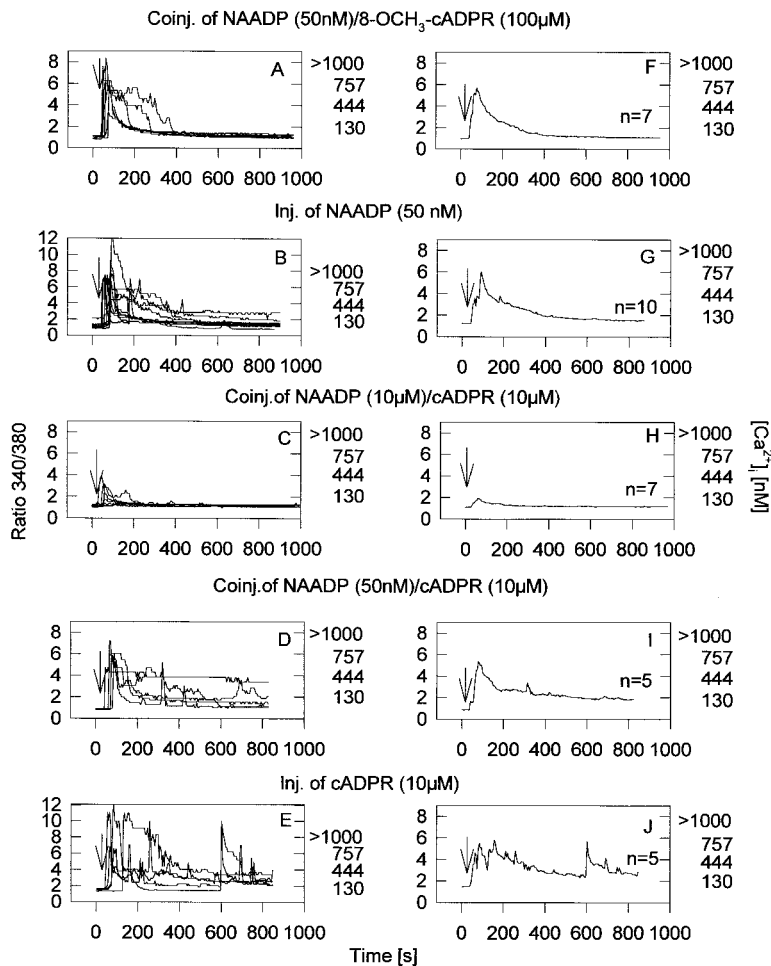 Coinj. of NAADP (50nM)/8-OCH3-cADPR (100µM)
8 6 4 2 0
A
>1000 757 444 130
0 200 400 600 800 1000
8 6 4 2 0
F
n=7
>1000 757 444 130
0 200 400 600 800 1000
Inj. of NAADP (50 nM)
12 10 8 6 4 2 0
B
>1000 757 444 130
0 200 400 600 800 1000
8 6 4 2 0
G
n=10
>1000 757 444 130
0 200 400 600 800 1000
Coinj.of NAADP (10µM)/cADPR (10µM)
Ratio 340/380
8 6 4 2 0
C
>1000 757 444 130
0 200 400 600 800 1000
8 6 4 2 0
H
n=7
>1000 757 444 130
0 200 400 600 800 1000
[Ca2+]i [nM]
Coinj.of NAADP (50nM)/cADPR (10µM)
8 6 4 2 0
D
>1000 757 444 130
0 200 400 600 800 1000
8 6 4 2 0
I
n=5
>1000 757 444 130
0 200 400 600 800 1000
Inj. of cADPR (10µM)
12 10 8 6 4 2 0
E
>1000 757 444 130
0 200 400 600 800 1000
8 6 4 2 0
J
n=5
>1000 757 444 130
0 200 400 600 800 1000
Time [s]